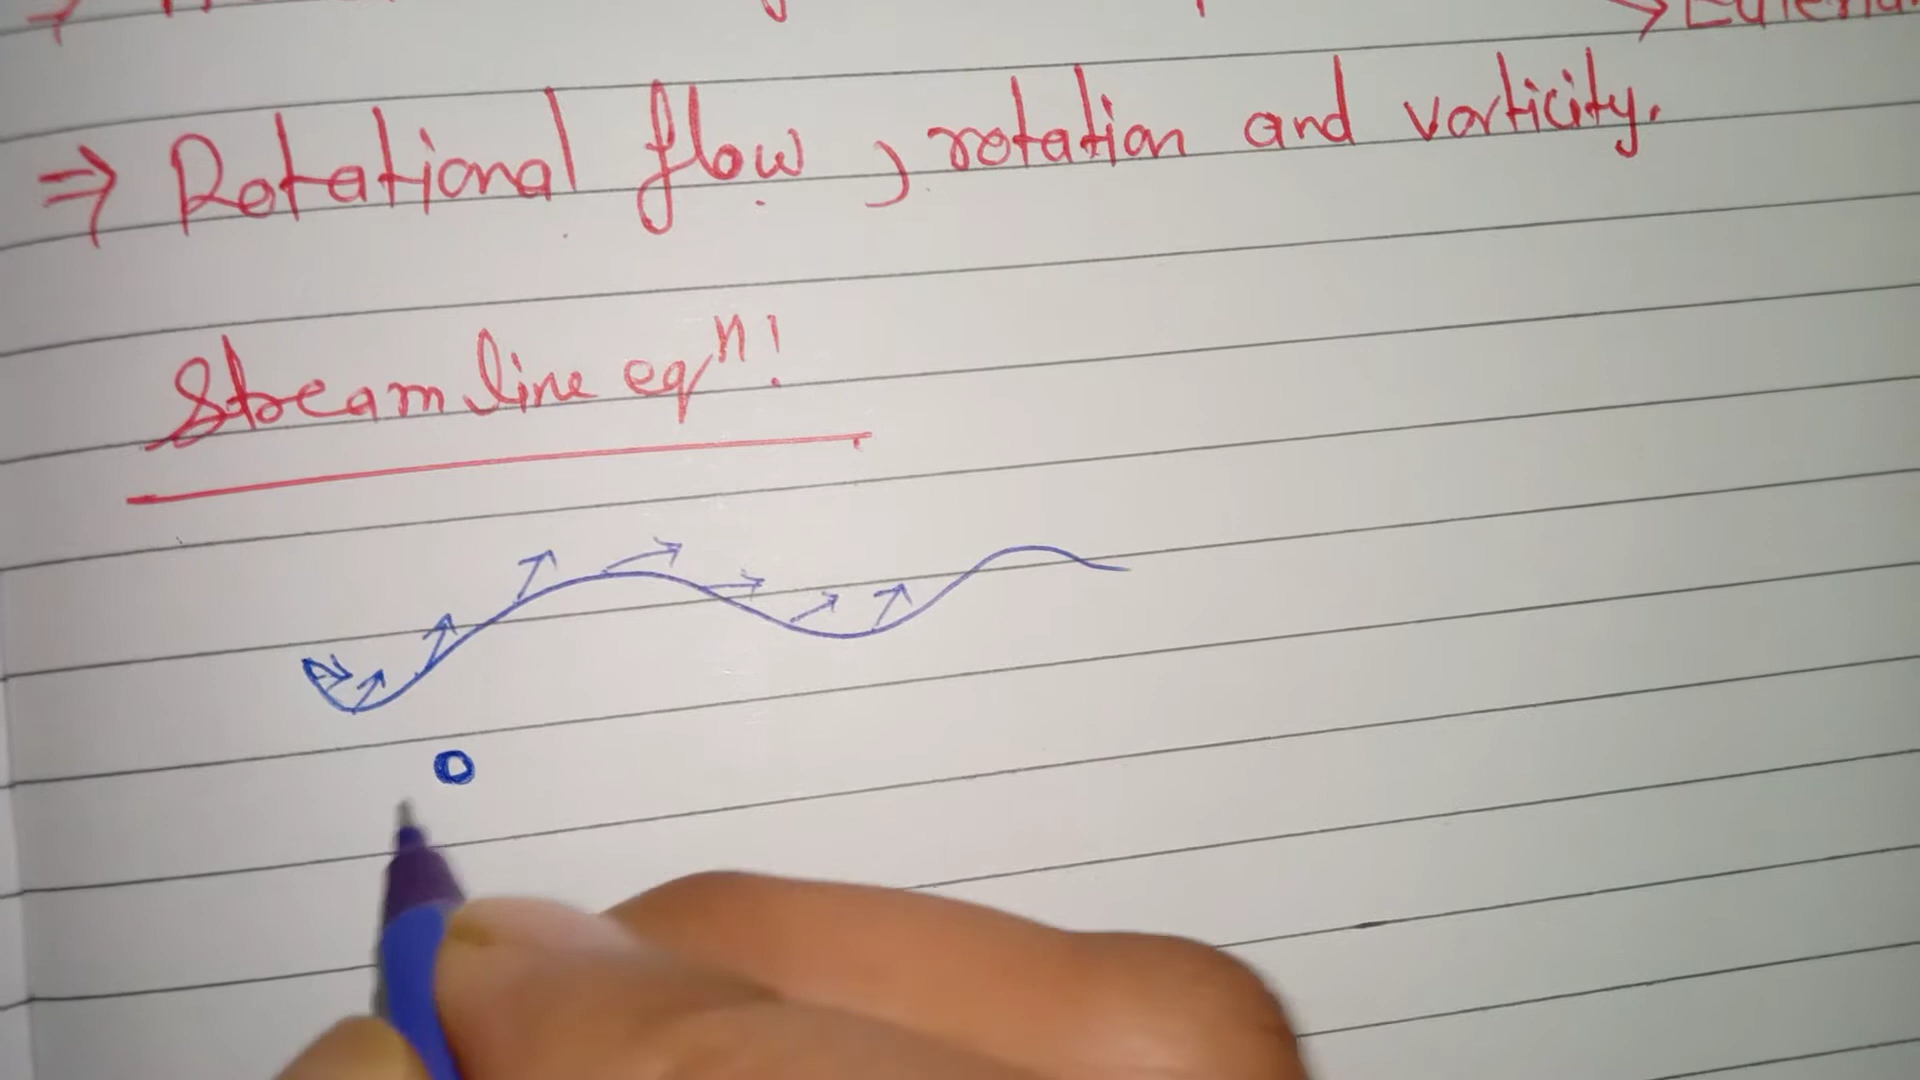 ⇒ Rotational flow, rotation and vorticity.
Stream line eqⁿ: